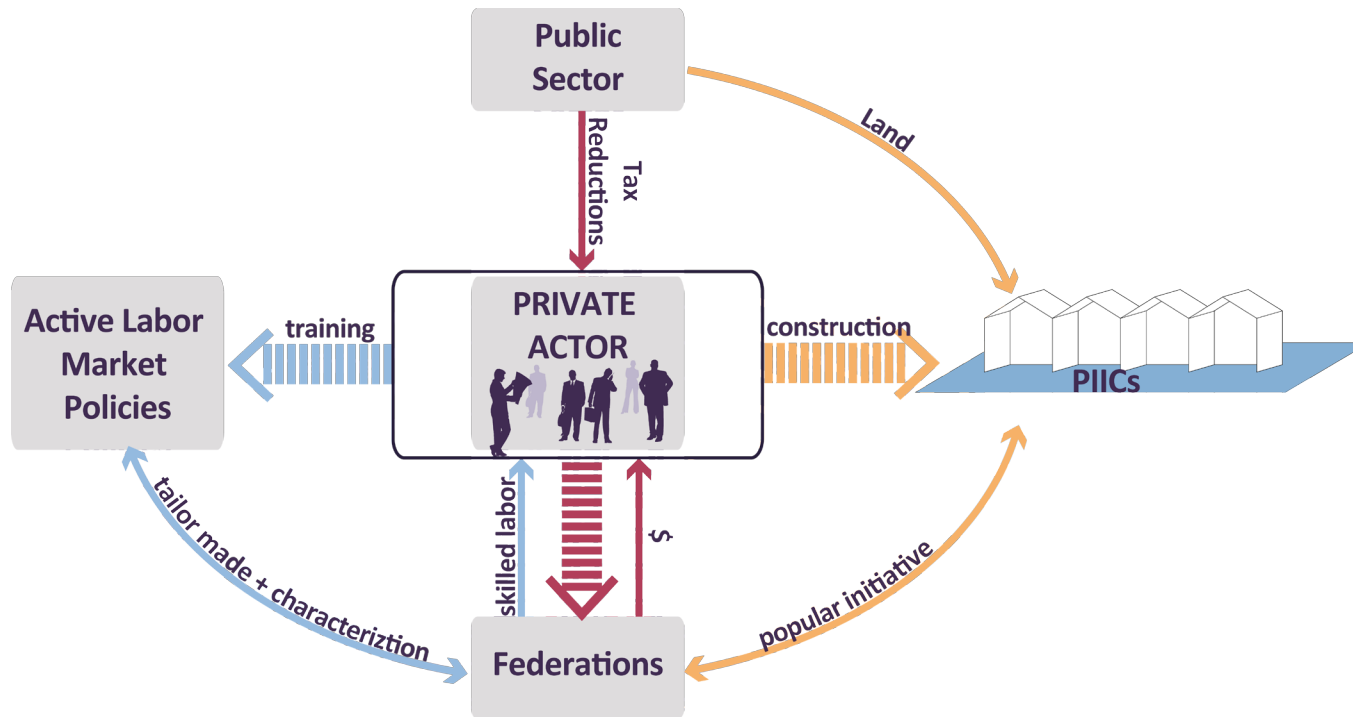 Public
Sector
Land
Tax
Reductions
PRIVATE
ACTOR
Active Labor
Market
Policies
training
construction
PIICs
skilled labor
$
tailor made + characteriztion
popular initiative
Federations